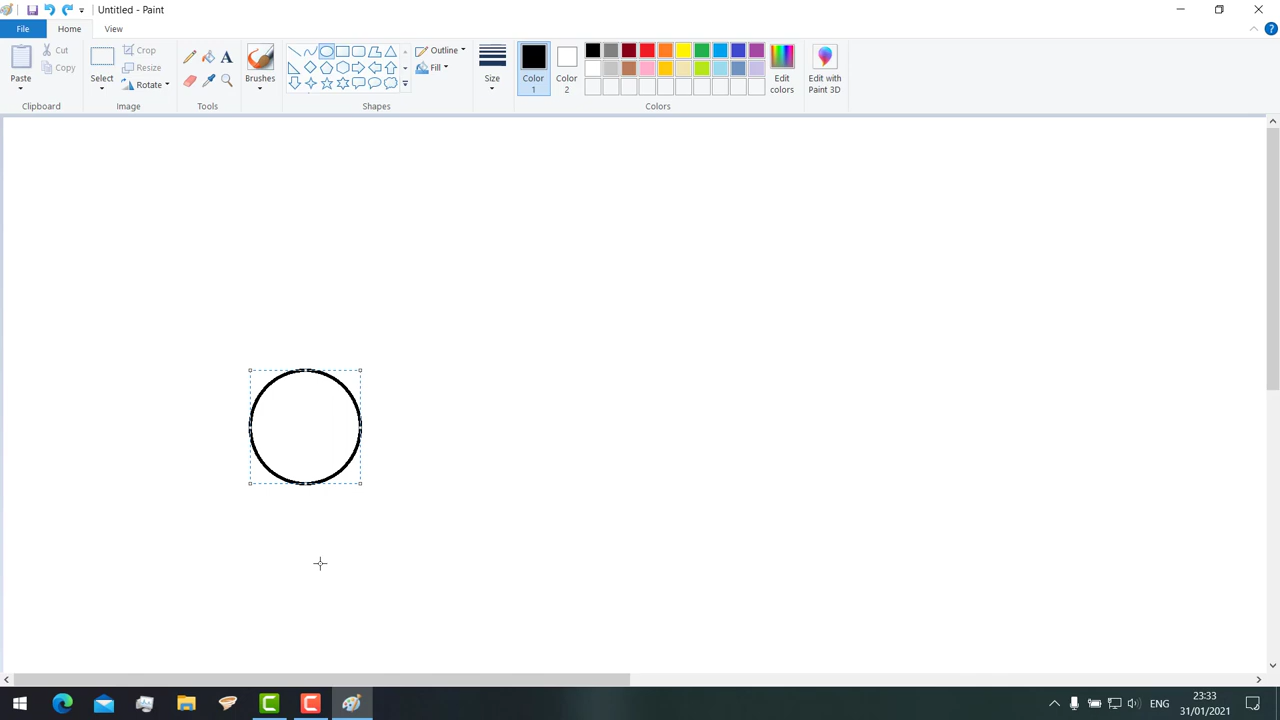 Untitled - Paint
File Home View
Paste
Cut
Copy
Clipboard
Select
Crop
Resize
Rotate
Image
Tools
Brushes
Shapes
Outline
Fill
Size
Color 1
Color 2
Colors
Edit colors
Edit with Paint 3D
ENG
23:33
31/01/2021